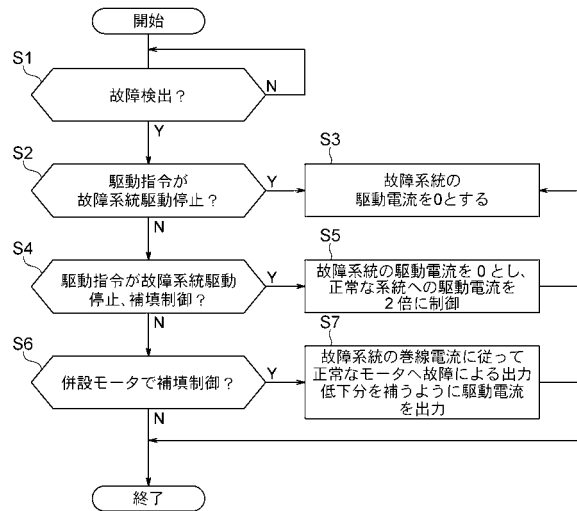 開始
S1
故障検出？
N
Y
S2
駆動指令が
故障系統駆動停止？
Y
N
S3
故障系統の
駆動電流を0とする
S4
駆動指令が故障系統駆動
停止、補填制御？
Y
N
S5
故障系統の駆動電流を０とし、
正常な系統への駆動電流を
２倍に制御
S6
併設モータで補填制御？
Y
N
S7
故障系統の巻線電流に従って
正常なモータへ故障による出力
低下分を補うように駆動電流
を出力
終了